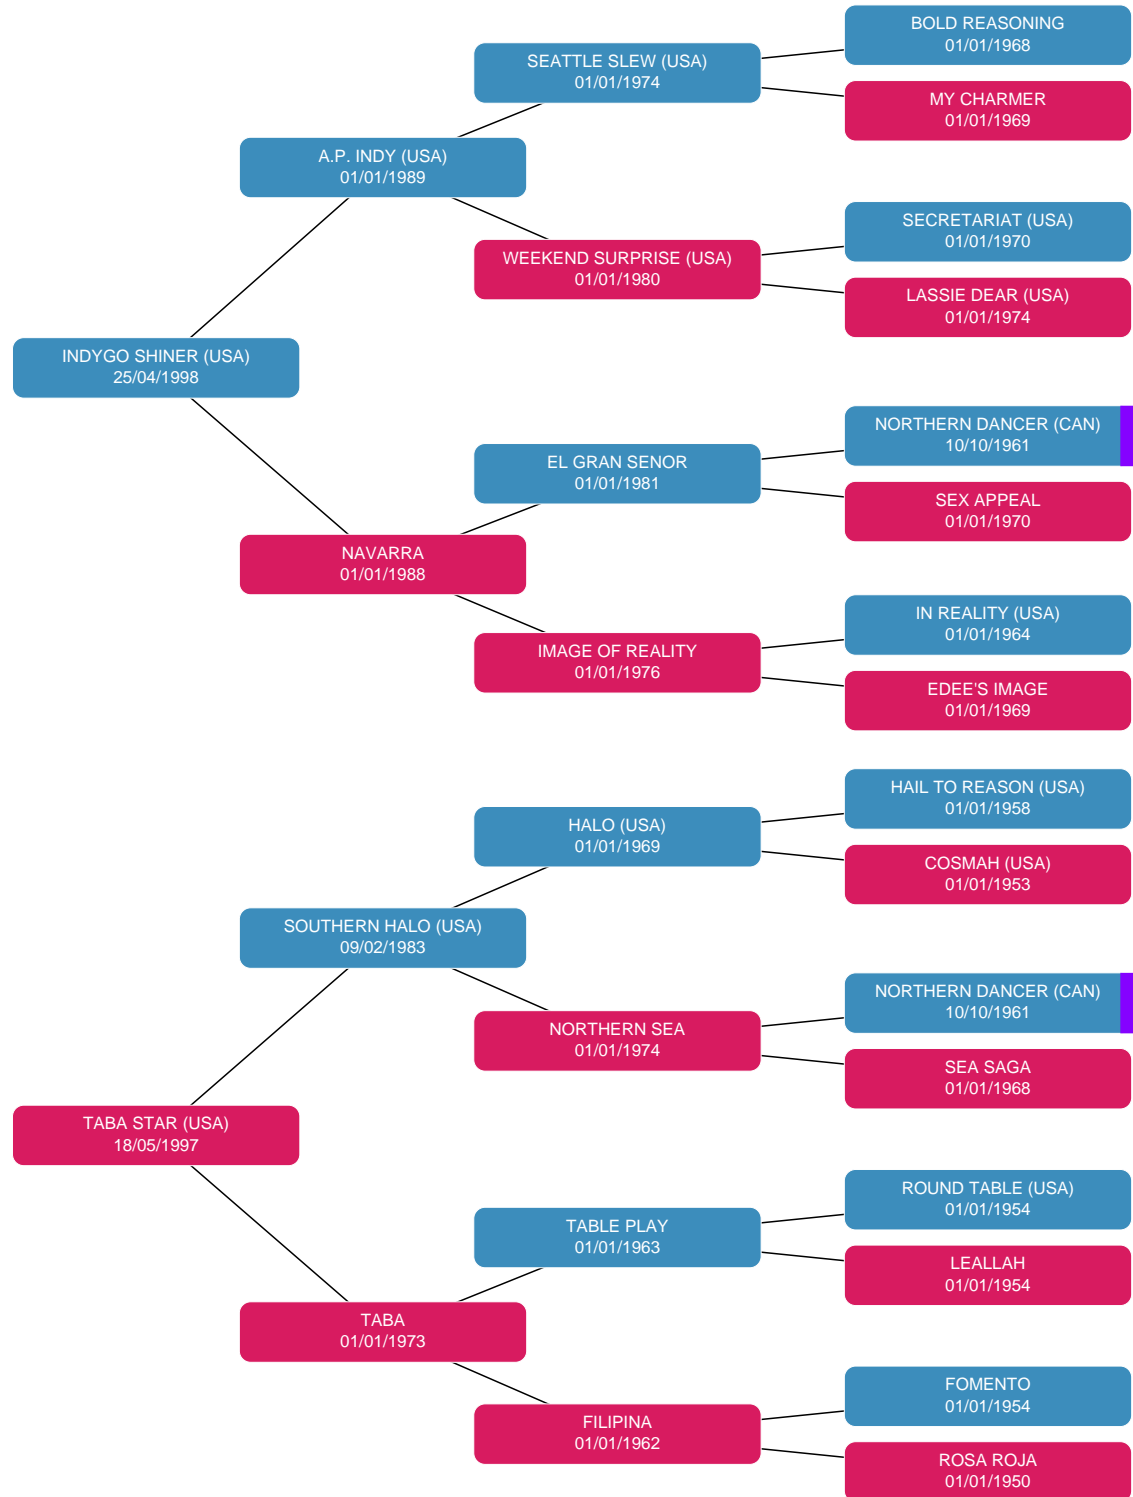 BOLD REASONING
01/01/1968
SEATTLE SLEW (USA)
01/01/1974
MY CHARMER
01/01/1969
A.P. INDY (USA)
01/01/1989
SECRETARIAT (USA)
01/01/1970
WEEKEND SURPRISE (USA)
01/01/1980
LASSIE DEAR (USA)
01/01/1974
INDYGO SHINER (USA)
25/04/1998
NORTHERN DANCER (CAN)
10/10/1961
EL GRAN SENOR
01/01/1981
SEX APPEAL
01/01/1970
NAVARRA
01/01/1988
IN REALITY (USA)
01/01/1964
IMAGE OF REALITY
01/01/1976
EDEE'S IMAGE
01/01/1969
HAIL TO REASON (USA)
01/01/1958
HALO (USA)
01/01/1969
COSMAH (USA)
01/01/1953
SOUTHERN HALO (USA)
09/02/1983
NORTHERN DANCER (CAN)
10/10/1961
NORTHERN SEA
01/01/1974
SEA SAGA
01/01/1968
TABA STAR (USA)
18/05/1997
ROUND TABLE (USA)
01/01/1954
TABLE PLAY
01/01/1963
LEALLAH
01/01/1954
TABA
01/01/1973
FOMENTO
01/01/1954
FILIPINA
01/01/1962
ROSA ROJA
01/01/1950